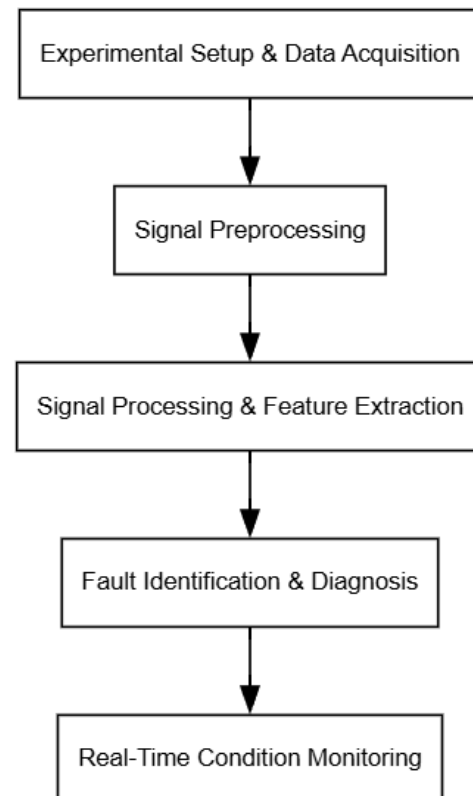 Experimental Setup & Data Acquisition
Signal Preprocessing
Signal Processing & Feature Extraction
Fault Identification & Diagnosis
Real-Time Condition Monitoring